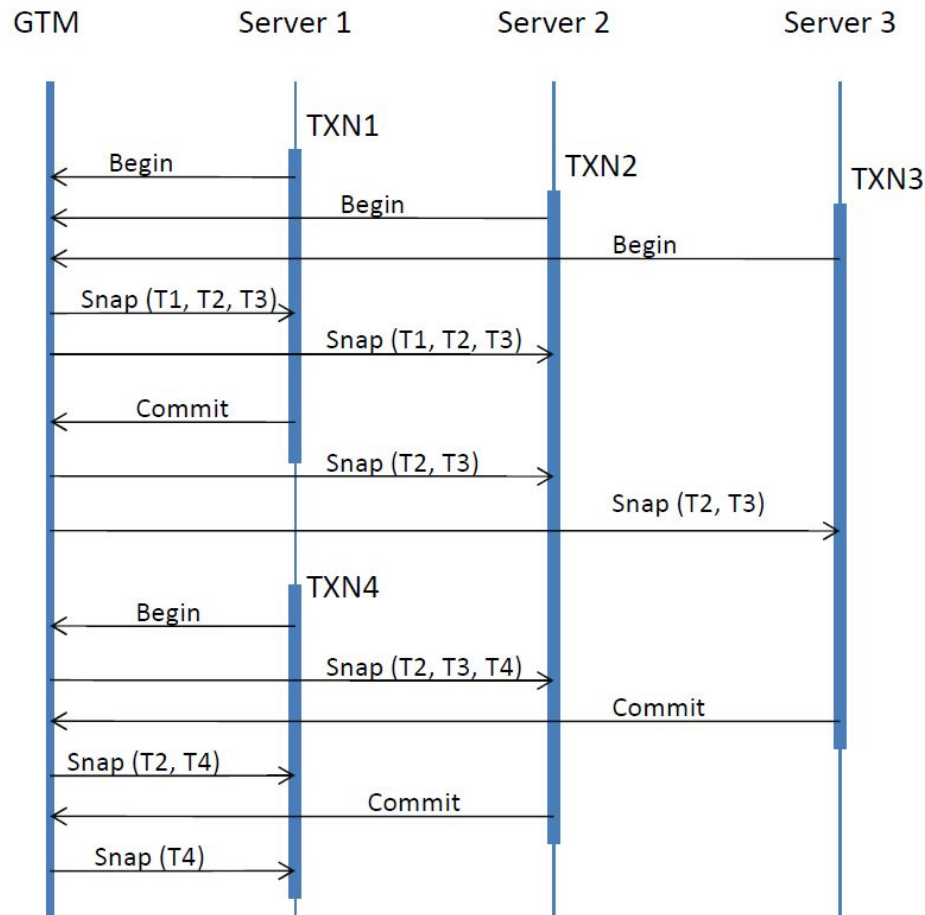 GTM Server 1 Server 2 Server 3
TXN1
Begin
TXN2
TXN3
Begin
Begin
Snap (T1, T2, T3)
Snap (T1, T2, T3)
Commit
Snap (T2, T3)
Snap (T2, T3)
TXN4
Begin
Snap (T2, T3, T4)
Commit
Snap (T2, T4)
Commit
Snap (T4)